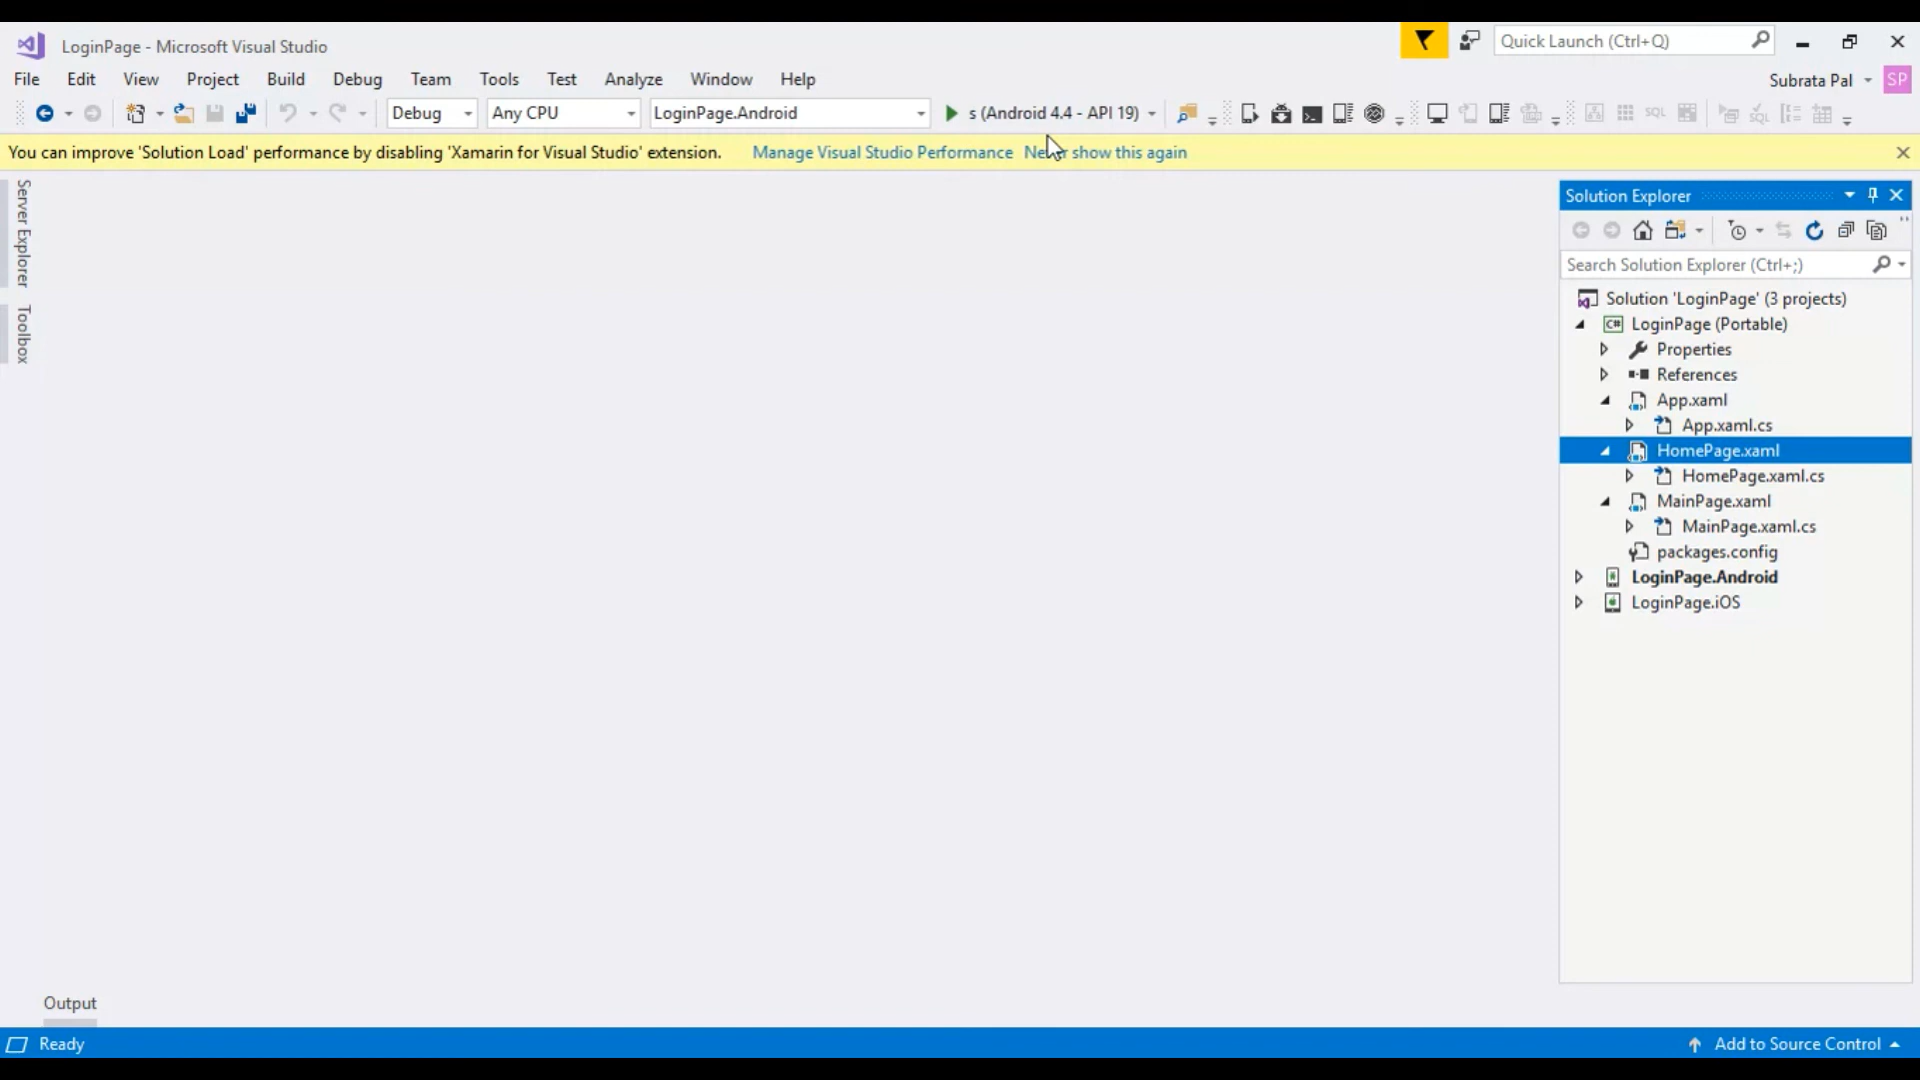 LoginPage - Microsoft Visual Studio
Quick Launch (Ctrl+Q)
File Edit View Project Build Debug Team Tools Test Analyze Window Help
Subrata Pal SP
Debug Any CPU LoginPage.Android s (Android 4.4 - API 19) SQL
You can improve 'Solution Load' performance by disabling 'Xamarin for Visual Studio' extension. Manage Visual Studio Performance Never show this again
Server Explorer
Toolbox
Solution Explorer
Search Solution Explorer (Ctrl+;)
Solution 'LoginPage' (3 projects)
C# LoginPage (Portable)
Properties
References
App.xaml
App.xaml.cs
HomePage.xaml
HomePage.xaml.cs
MainPage.xaml
MainPage.xaml.cs
packages.config
LoginPage.Android
LoginPage.iOS
Output
Ready
Add to Source Control